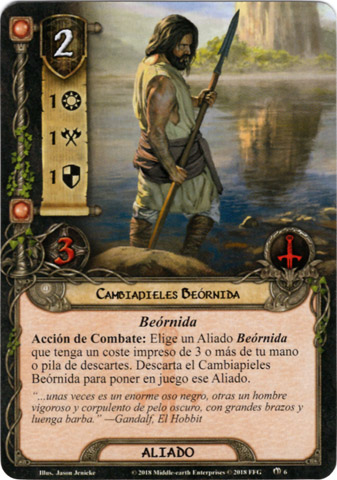 2
1
1
1
3
Cambiapieles Beórnida
Beórnida
Acción de Combate: Elige un Aliado Beórnida
que tenga un coste impreso de 3 o más de tu mano
o pila de descartes. Descarta el Cambiapieles
Beórnida para poner en juego ese Aliado.
"...unas veces es un enorme oso negro, otras un hombre
vigoroso y corpulento de pelo oscuro, con grandes brazos y
luenga barba." —Gandalf, El Hobbit
ALIADO
Illus. Jason Jenicke
© 2018 Middle-earth Enterprises © 2018 FFG
6